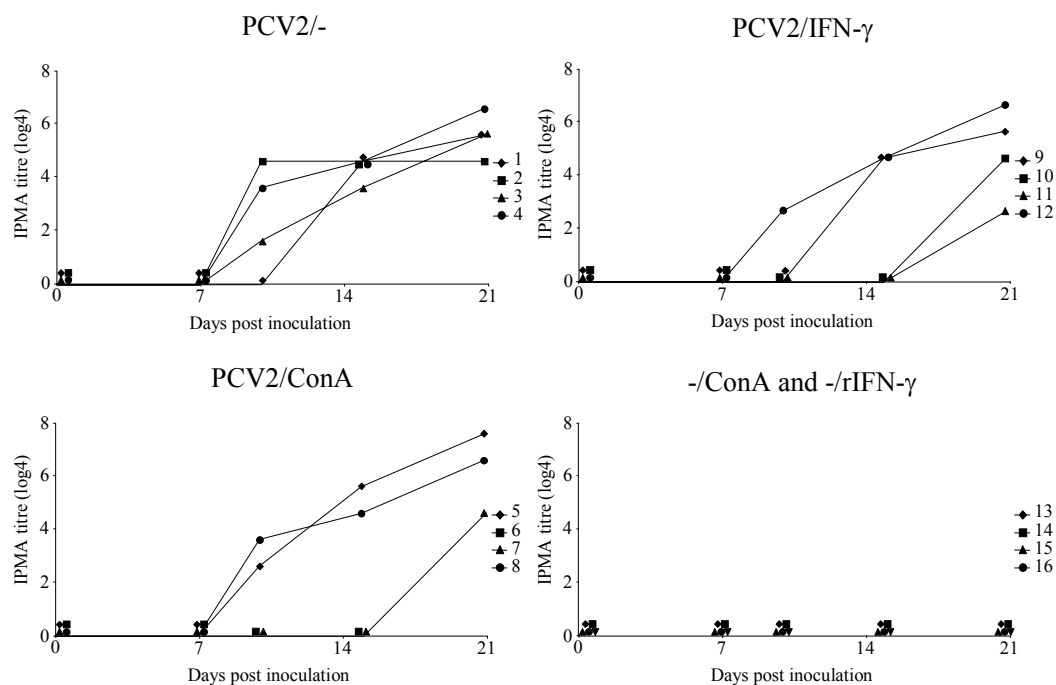 PCV2/-
8
6
4
2
0
IPMA titre (log4)
0 7 14 21
Days post inoculation
1
2
3
4
PCV2/IFN-γ
8
6
4
2
0
IPMA titre (log4)
0 7 14 21
Days post inoculation
9
10
11
12
PCV2/ConA
8
6
4
2
0
IPMA titre (log4)
0 7 14 21
Days post inoculation
5
6
7
8
-/ConA and -/rIFN-γ
8
6
4
2
0
IPMA titre (log4)
0 7 14 21
Days post inoculation
13
14
15
16